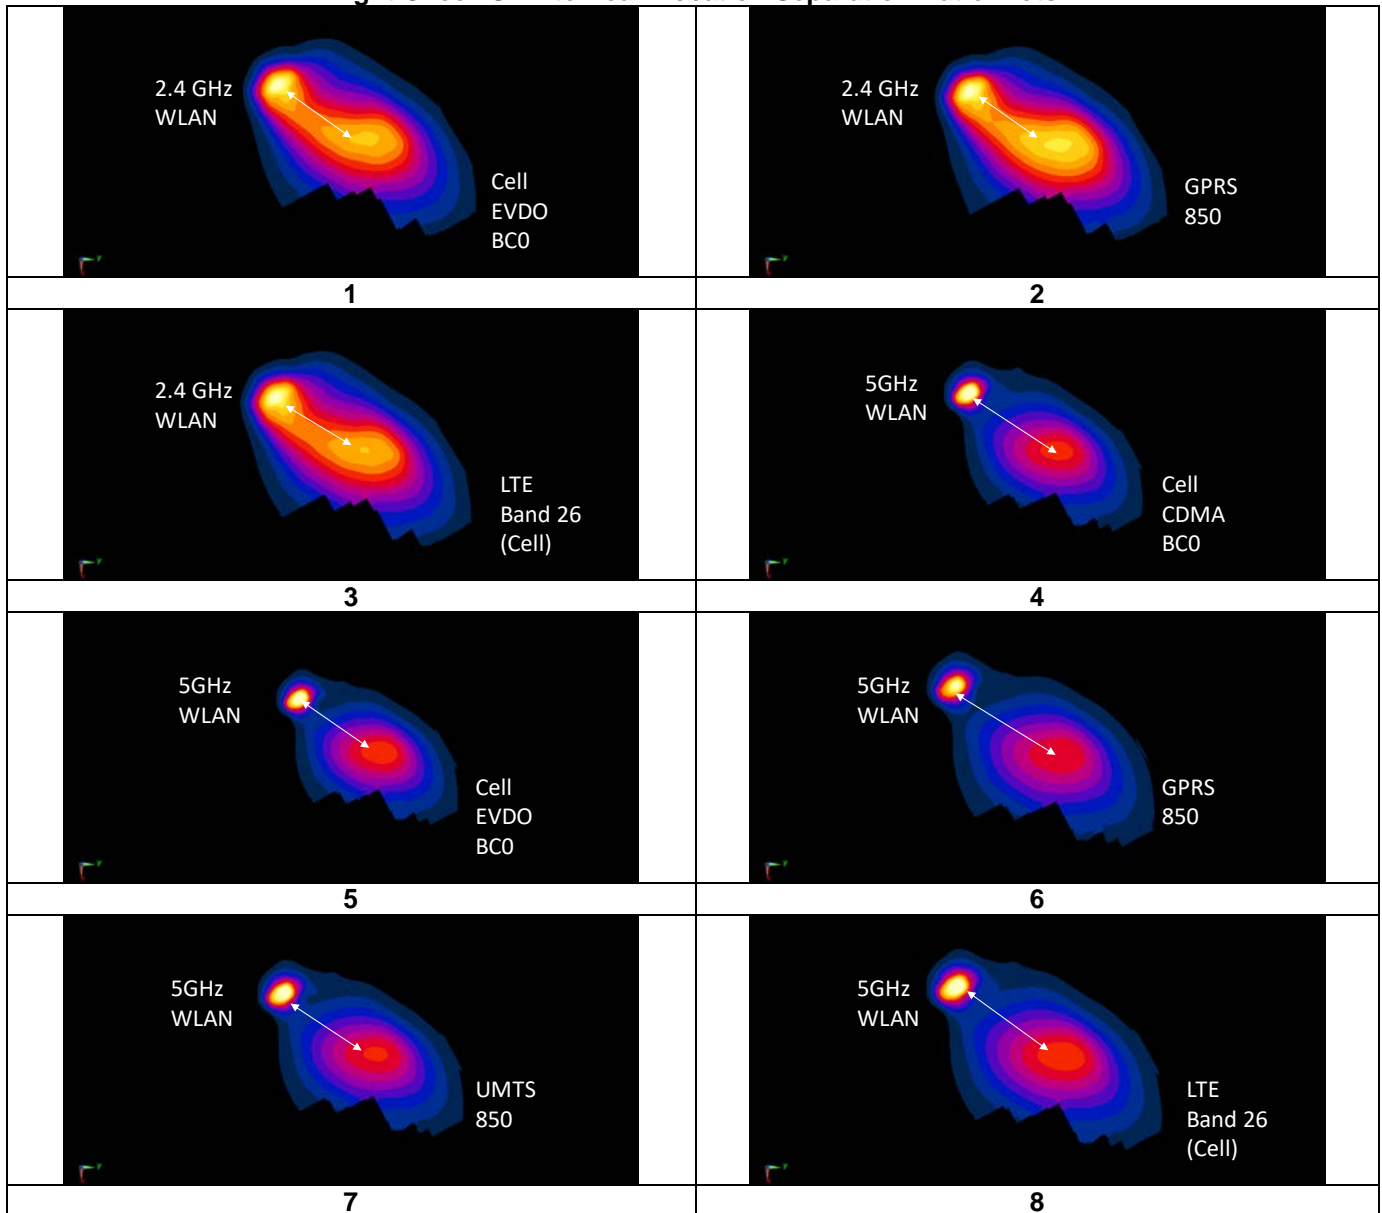 2.4 GHz
WLAN
Cell
EVDO
BC0
2.4 GHz
WLAN
GPRS
850
1
2
2.4 GHz
WLAN
LTE
Band 26
(Cell)
5GHz
WLAN
Cell
CDMA
BC0
3
4
5GHz
WLAN
Cell
EVDO
BC0
5GHz
WLAN
GPRS
850
5
6
5GHz
WLAN
UMTS
850
5GHz
WLAN
LTE
Band 26
(Cell)
7
8